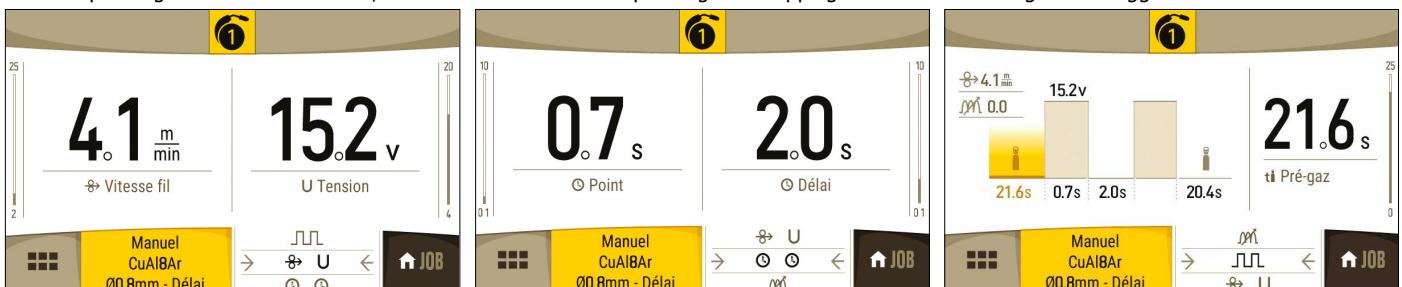 1
25
2
4.1 m/min
Vitesse fil
15.2 v
U Tension
20
4
Manuel
CuAl8Ar
Ø0.8mm - Délai
U
JOB
1
10
0.1
0.7 s
Point
2.0 s
Délai
10
0.1
Manuel
CuAl8Ar
Ø0.8mm - Délai
U
JOB
1
4.1 m/min
0.0
15.2v
21.6s 0.7s 2.0s 20.4s
21.6 s
Pré-gaz
25
0
Manuel
CuAl8Ar
Ø0.8mm - Délai
U
JOB